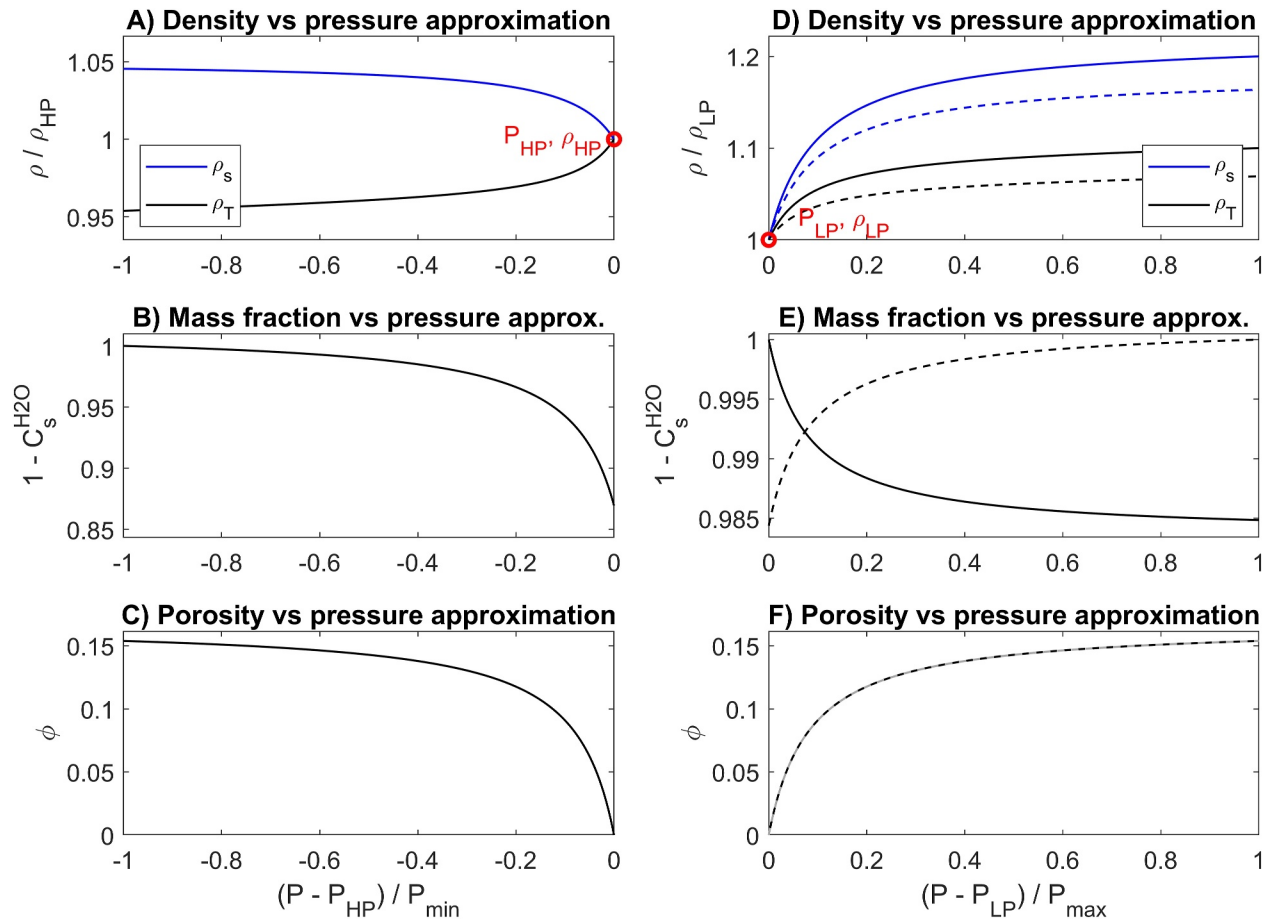 A) Density vs pressure approximation
1.05
1
0.95
ρ / ρHP
PHP, ρHP
ρs
ρT
-1 -0.8 -0.6 -0.4 -0.2 0
D) Density vs pressure approximation
1.2
1.1
1
ρ / ρLP
PLP, ρLP
ρs
ρT
0 0.2 0.4 0.6 0.8 1
B) Mass fraction vs pressure approx.
1
0.95
0.9
0.85
1 - CsH2O
-1 -0.8 -0.6 -0.4 -0.2 0
E) Mass fraction vs pressure approx.
1
0.995
0.99
0.985
1 - CsH2O
0 0.2 0.4 0.6 0.8 1
C) Porosity vs pressure approximation
0.15
0.1
0.05
0
ϕ
-1 -0.8 -0.6 -0.4 -0.2 0
(P - PHP) / Pmin
F) Porosity vs pressure approximation
0.15
0.1
0.05
0
ϕ
0 0.2 0.4 0.6 0.8 1
(P - PLP) / Pmax